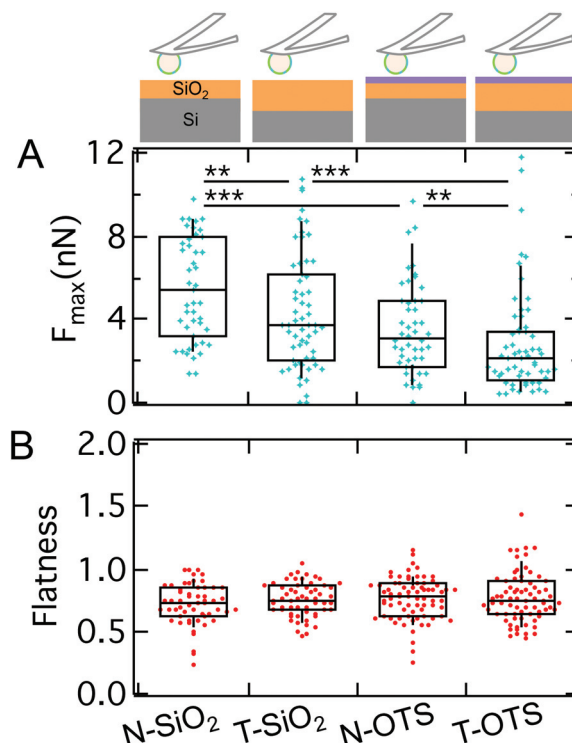 SiO₂
Si
A
12
8
4
0
F_max(nN)
** ***
*** **
B
2.0
1.5
1.0
0.5
0.0
Flatness
N-SiO₂ T-SiO₂ N-OTS T-OTS